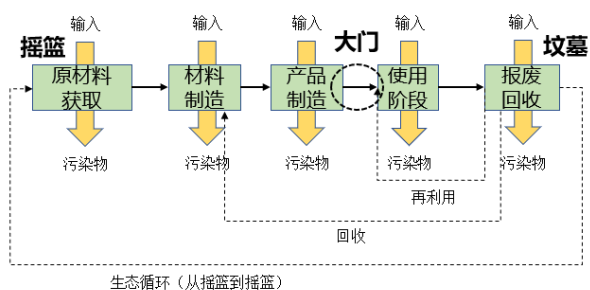 输入 输入 输入 输入 输入
摇篮 大门 坟墓
原材料获取 材料制造 产品制造 使用阶段 报废回收
污染物 污染物 污染物 污染物 污染物
再利用
回收
生态循环（从摇篮到摇篮）